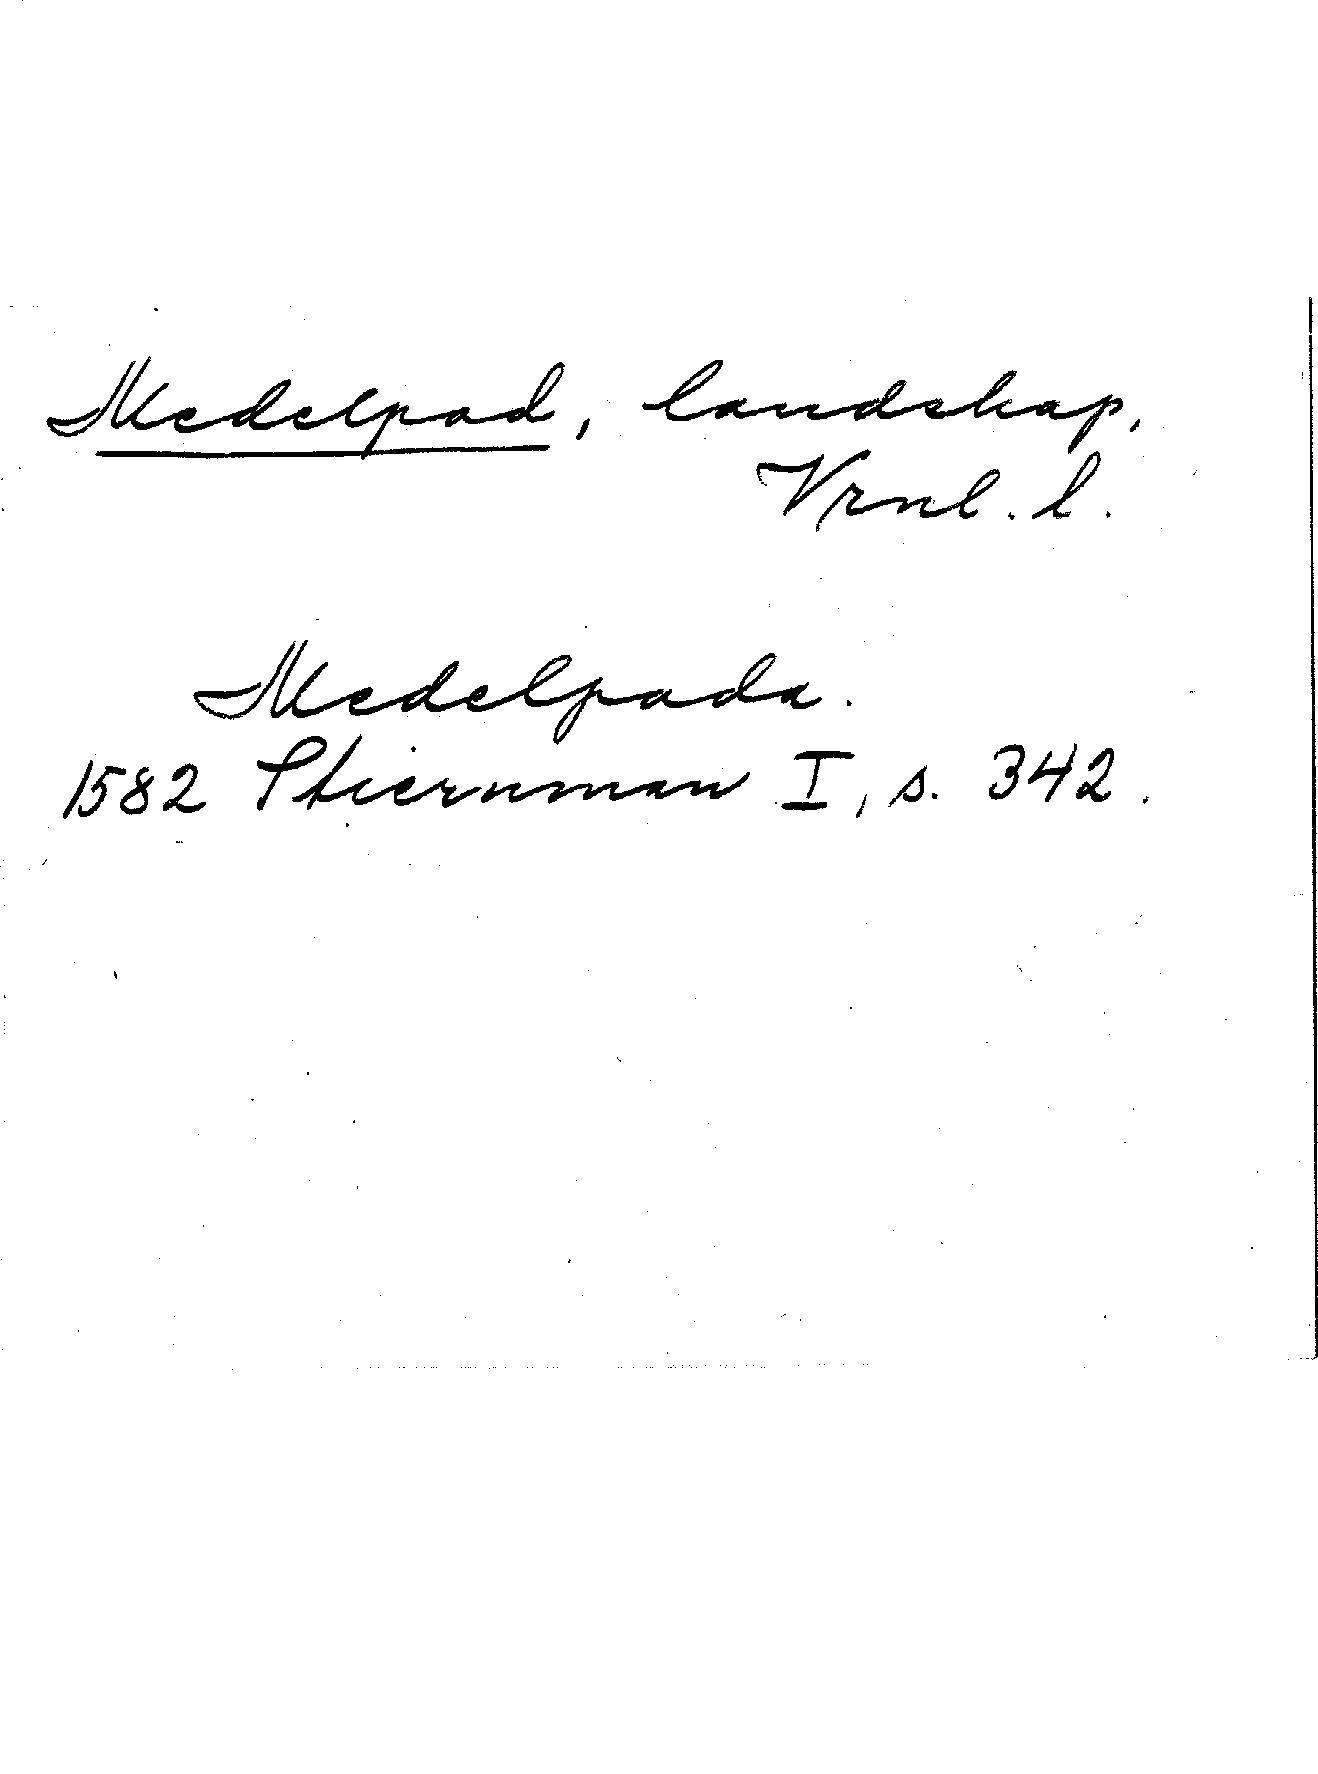 Medelpad, landskap,
Vrnl. l.
Medelpada.
1582 Stiernman I, s. 342.